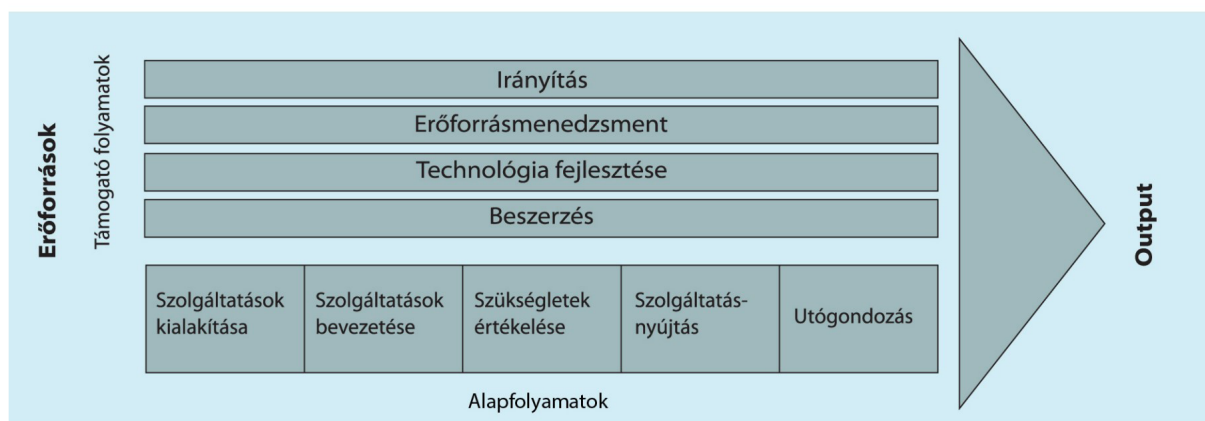 Erőforrások
Támogató folyamatok
Irányítás
Erőforrásmenedzsment
Technológia fejlesztése
Beszerzés
Szolgáltatások
kialakítása
Szolgáltatások
bevezetése
Szükségletek
értékelése
Szolgáltatás-
nyújtás
Utógondozás
Alapfolyamatok
Output